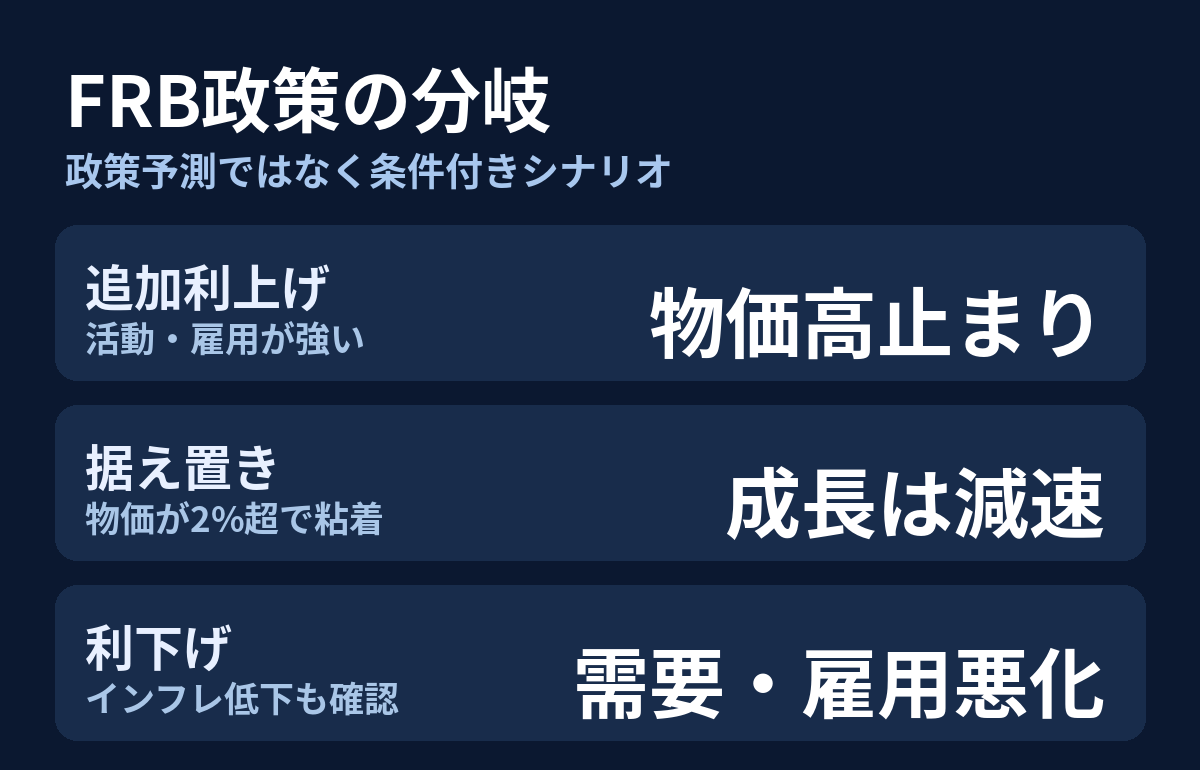 FRB政策の分岐
政策予測ではなく条件付きシナリオ
追加利上げ
活動・雇用が強い
物価高止まり
据え置き
物価が2%超で粘着
成長は減速
利下げ
インフレ低下も確認
需要・雇用悪化